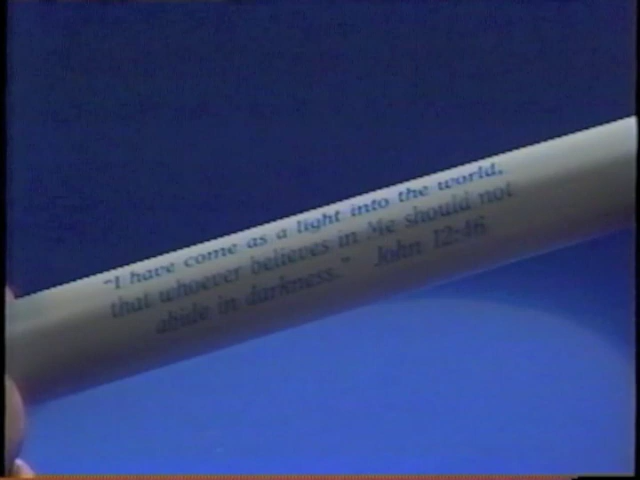 "I have come as a light into the world,
that whoever believes in Me should not
abide in darkness." John 12:46